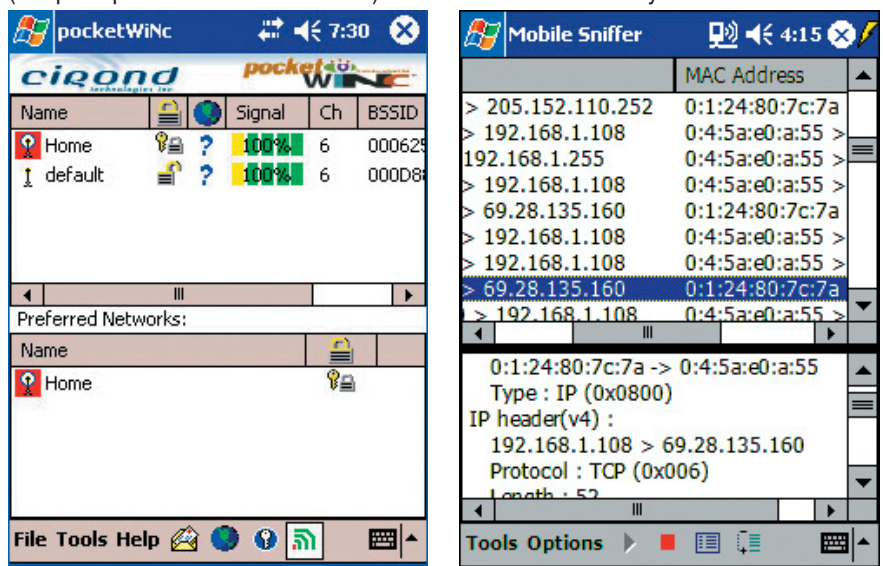 pocketWiNc 7:30
cirond
technologies inc
pocket WiNc
Name Signal Ch BSSID
Home ? 100% 6 000625
default ? 100% 6 000D88
Preferred Networks:
Name
Home
File Tools Help
Mobile Sniffer 4:15
MAC Address
> 205.152.110.252 0:1:24:80:7c:7a
> 192.168.1.108 0:4:5a:e0:a:55 >
192.168.1.255 0:4:5a:e0:a:55 >
> 192.168.1.108 0:4:5a:e0:a:55 >
> 69.28.135.160 0:1:24:80:7c:7a
> 192.168.1.108 0:4:5a:e0:a:55 >
> 192.168.1.108 0:4:5a:e0:a:55 >
> 69.28.135.160 0:1:24:80:7c:7a
> 192.168.1.108 0:4:5a:e0:a:55 >
0:1:24:80:7c:7a -> 0:4:5a:e0:a:55
Type : IP (0x0800)
IP header(v4) :
192.168.1.108 > 69.28.135.160
Protocol : TCP (0x006)
Length : 52
Tools Options